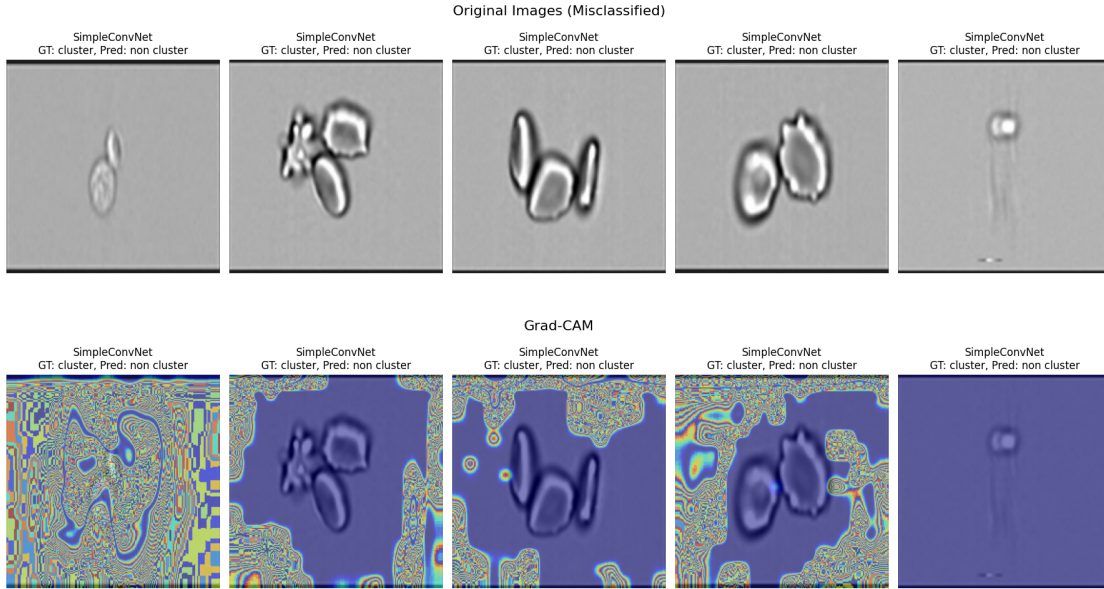 Original Images (Misclassified)
SimpleConvNet
GT: cluster, Pred: non cluster
SimpleConvNet
GT: cluster, Pred: non cluster
SimpleConvNet
GT: cluster, Pred: non cluster
SimpleConvNet
GT: cluster, Pred: non cluster
SimpleConvNet
GT: cluster, Pred: non cluster
Grad-CAM
SimpleConvNet
GT: cluster, Pred: non cluster
SimpleConvNet
GT: cluster, Pred: non cluster
SimpleConvNet
GT: cluster, Pred: non cluster
SimpleConvNet
GT: cluster, Pred: non cluster
SimpleConvNet
GT: cluster, Pred: non cluster